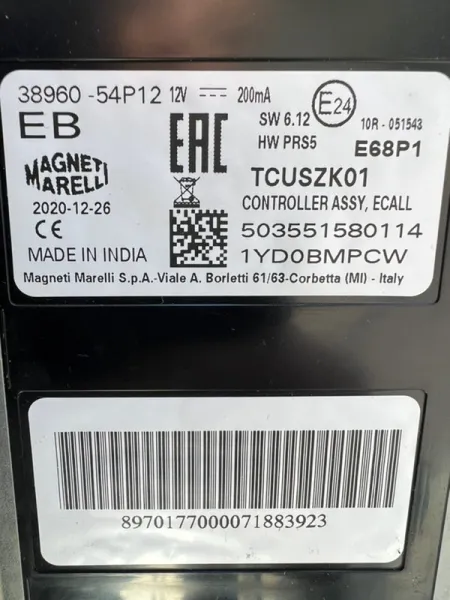 38960-54P12 12V 200mA
EB
EAC
SW 6.12
HW PRS5
E24
10R-051543
E68P1
MAGNETI
MARELLI
2020-12-26
CE
MADE IN INDIA
TCUSZK01
CONTROLLER ASSY, ECALL
503551580114
1YD0BMPCW
Magneti Marelli S.p.A.-Viale A. Borletti 61/63-Corbetta (MI) - Italy
8970177000071883923